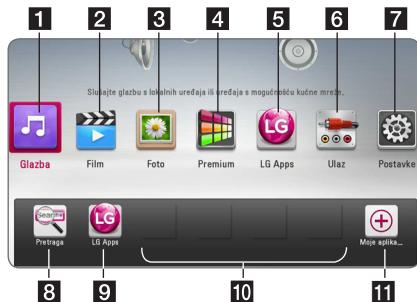 1 2 3 4 5 6 7
Slušajte glazbu s lokalnih uređaja ili uređaja s mogućnošću kućne mreže.
LG
Glazba Film Foto Premium LG Apps Ulaz Postavke
Search LG
Pretraga LG Apps Moje aplika...
8 9 10 11